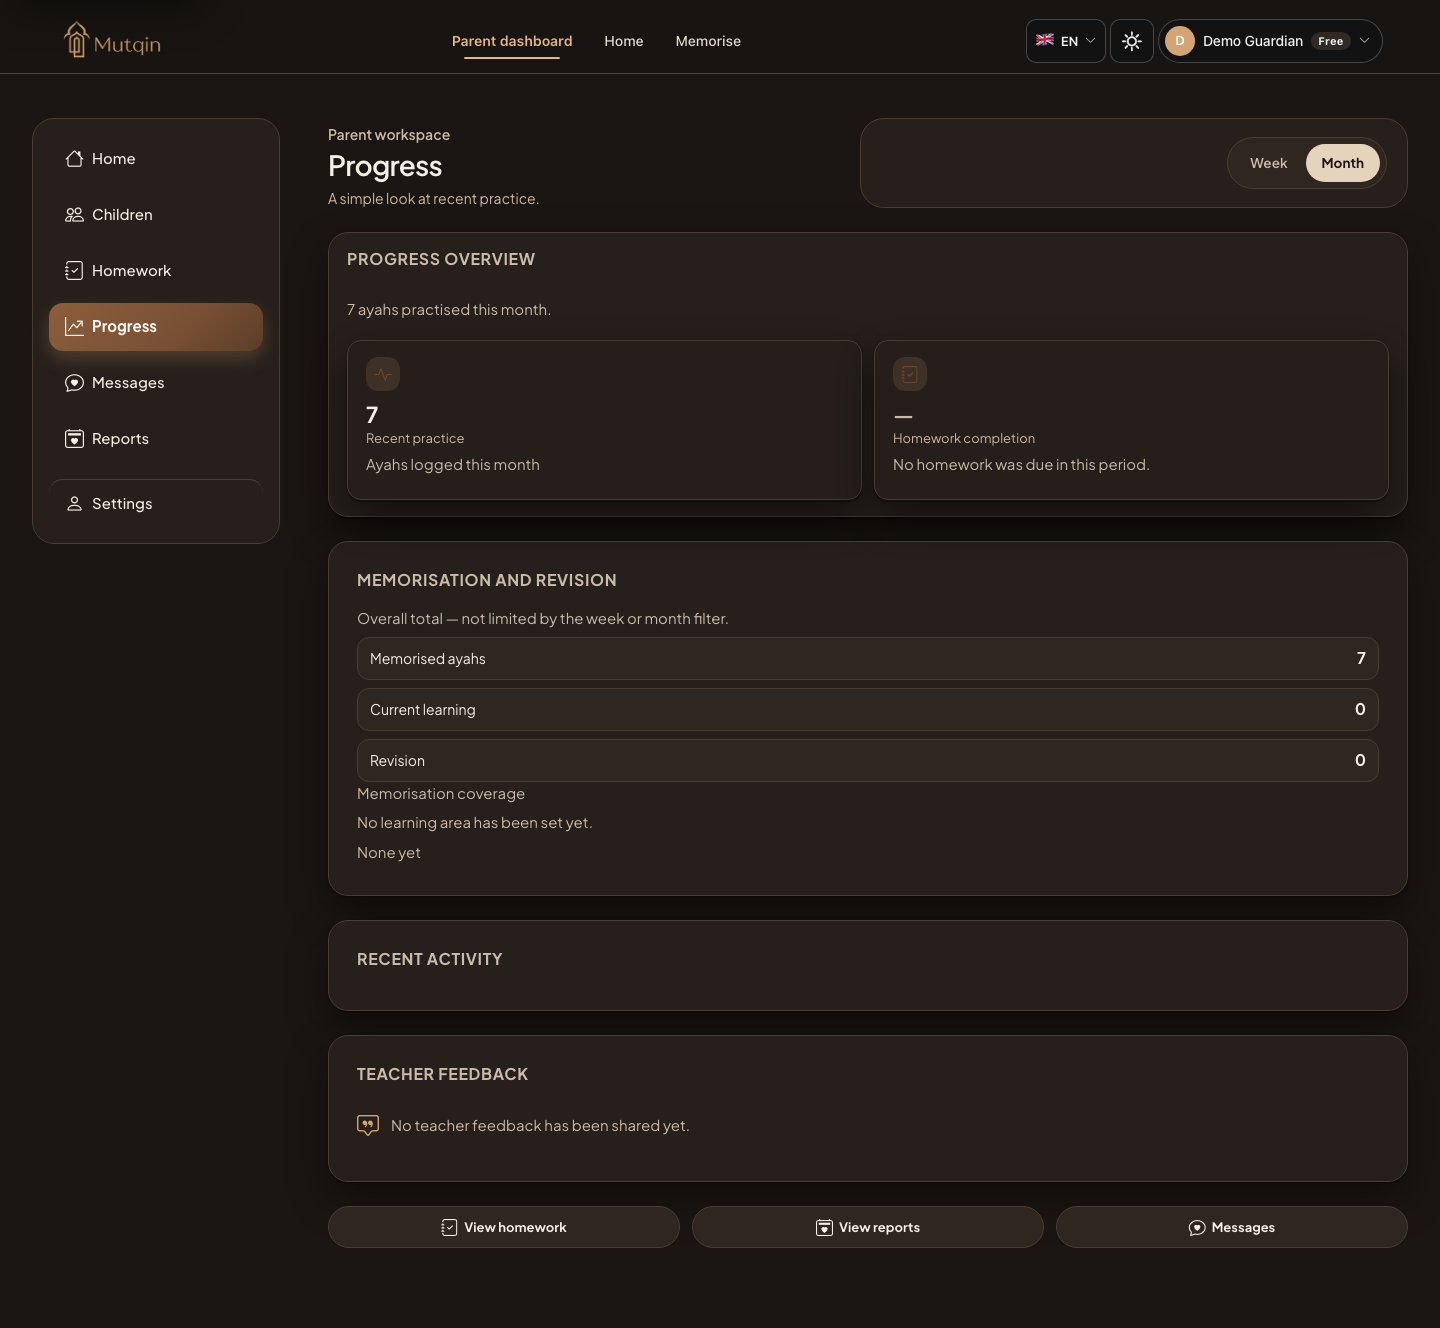 Mutqin
Parent dashboard
Home
Memorise
EN
D
Demo Guardian
Free
Home
Children
Homework
Progress
Messages
Reports
Settings
Parent workspace
Progress
A simple look at recent practice.
Week
Month
PROGRESS OVERVIEW
7 ayahs practised this month.
7
Recent practice
Ayahs logged this month
—
Homework completion
No homework was due in this period.
MEMORISATION AND REVISION
Overall total — not limited by the week or month filter.
Memorised ayahs 7
Current learning 0
Revision 0
Memorisation coverage
No learning area has been set yet.
None yet
RECENT ACTIVITY
TEACHER FEEDBACK
No teacher feedback has been shared yet.
View homework
View reports
Messages